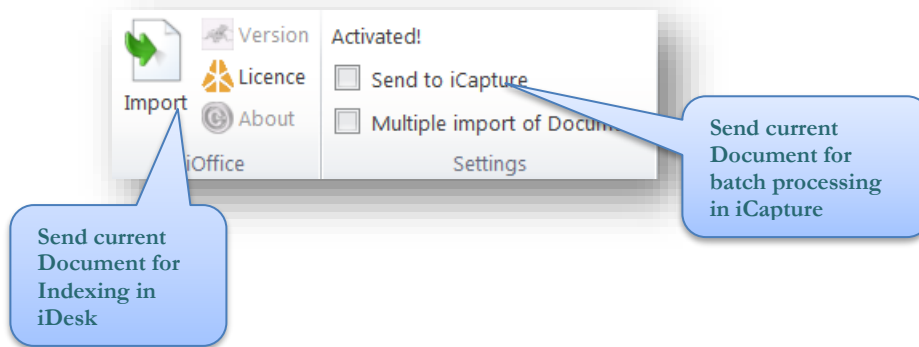 Import
Version
Licence
About
iOffice
Activated!
Send to iCapture
Multiple import of Docum
Settings
Send current
Document for
batch processing
in iCapture
Send current
Document for
Indexing in
iDesk